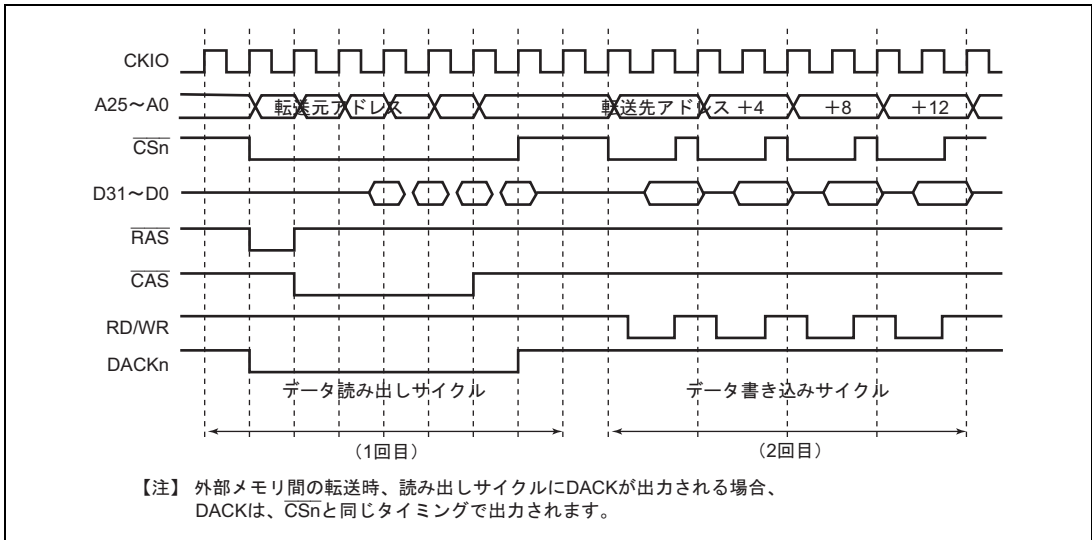 CKIO
A25～A0
転送元アドレス
転送先アドレス +4 +8 +12
CSn
D31～D0
RAS
CAS
RD/WR
DACKn
データ読み出しサイクル
データ書き込みサイクル
（1回目）
（2回目）
【注】 外部メモリ間の転送時、読み出しサイクルにDACKが出力される場合、
DACKは、CSnと同じタイミングで出力されます。